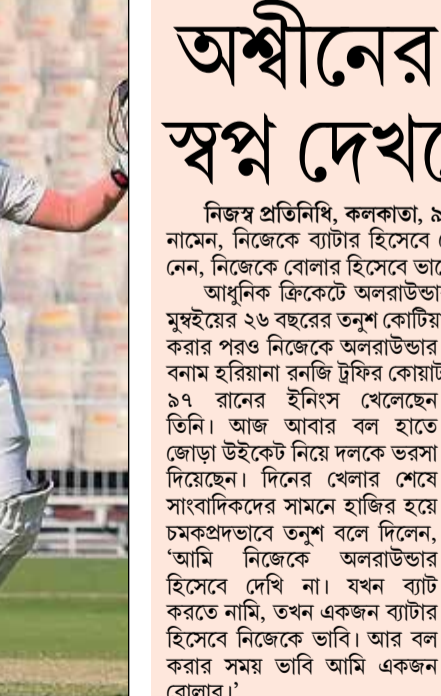 অশ্বীনের
স্বপ্ন
নিজস্ব প্রতিনিধি, কলকাতা,
নামেন, নিজেকে ব্যাটার হিসেবে
নেন, নিজেকে বোলার হিসেবে
আধুনিক ক্রিকেটে
মুম্বইয়ের ২৬ বছরের তনুশ
করার পরও নিজেকে অলরাউন্ডার
বনাম হরিয়ানা রনজি ট্রফির
৯৭ রানের ইনিংস খেলেছেন
তিনি। আজ আবার বল হাতে
জোড়া উইকেট নিয়ে দলকে ভরসা
দিয়েছেন। দিনের খেলার শেষে
সাংবাদিকদের সামনে হাজির হয়ে
চমকপ্রদভাবে তনুশ বলে দিলেন,
‘আমি নিজেকে অলরাউন্ডার
হিসেবে দেখি না। যখন ব্যাট
করতে নামি, তখন একজন ব্যাটার
হিসেবে নিজেকে ভাবি। আর বল
করার সময় ভাবি আমি একজন
বোলার।’